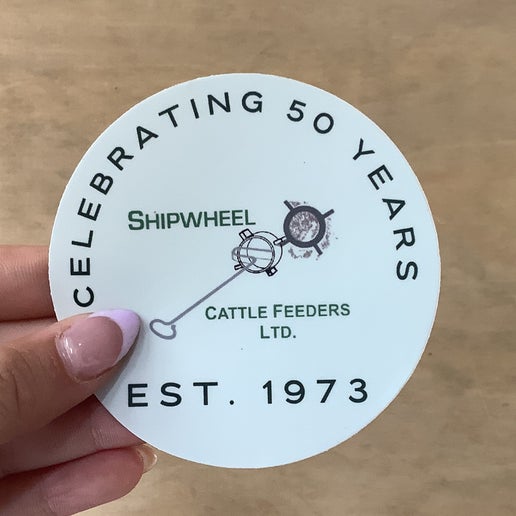 CELEBRATING 50 YEARS
SHIPWHEEL
CATTLE FEEDERS
LTD.
EST. 1973